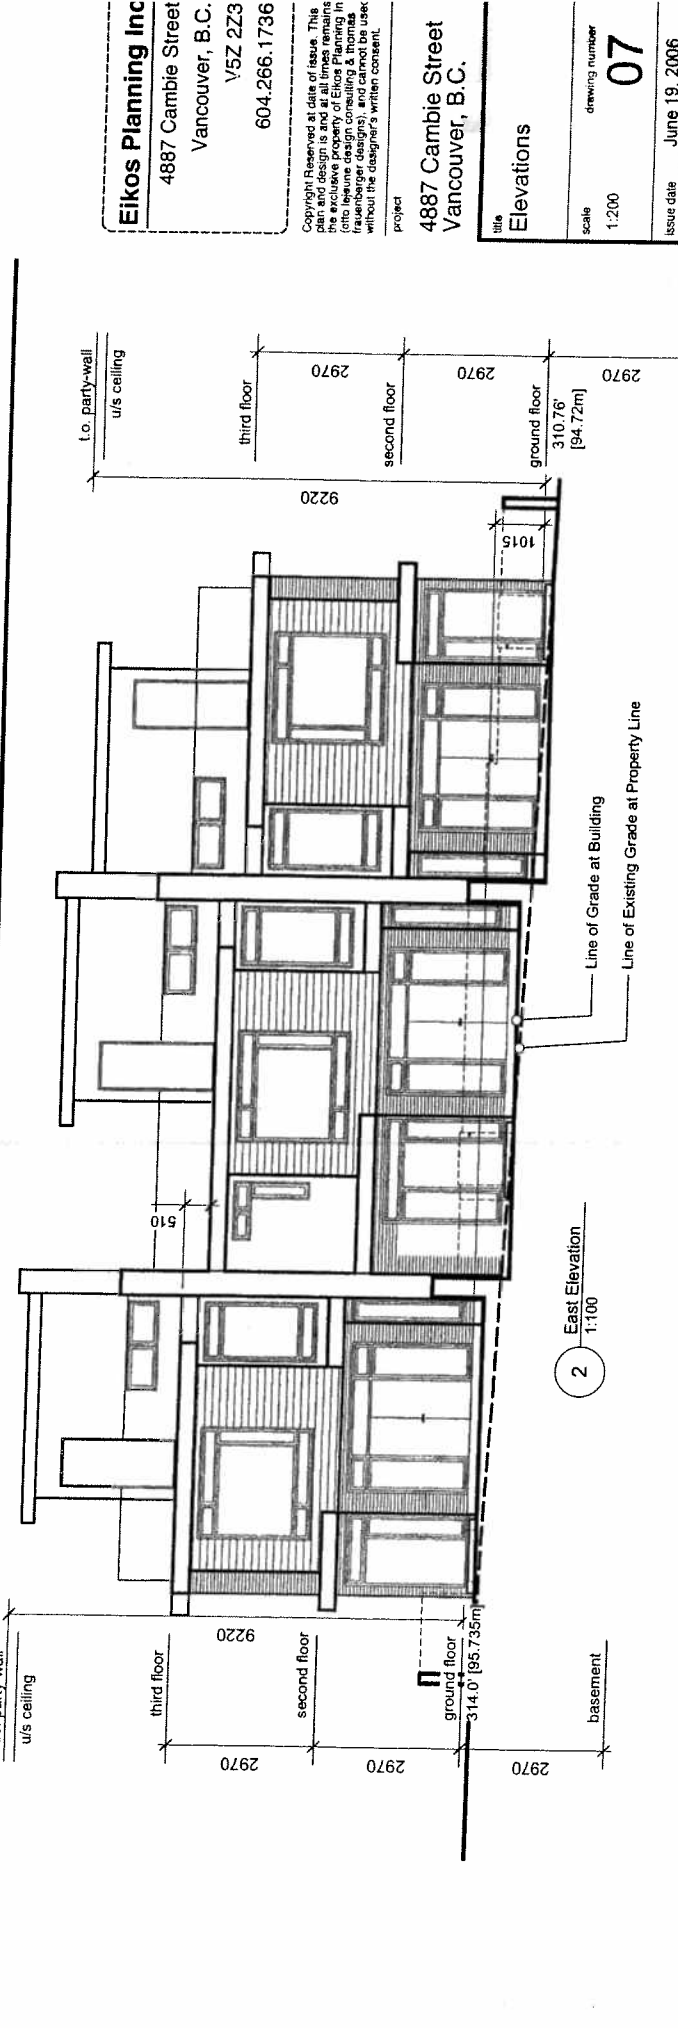 Eikos Planning Inc
4887 Cambie Street
Vancouver, B.C.
V5Z 2Z3
604.266.1736
Copyright Reserved at date of issue. This
plan and design is and at all times remains
the exclusive property of Eikos Planning In
(otto lejeune design consulting & thomas
frauenberger designs), and cannot be used
without the designer's written consent.
project
4887 Cambie Street
Vancouver, B.C.
title
Elevations
scale
1:200
drawing number
07
issue date
June 19, 2006
t.o. party-wall
u/s ceiling
third floor
second floor
ground floor
310.76'
[94.72m]
2970
2970
2970
9220
1015
Line of Grade at Building
Line of Existing Grade at Property Line
510
2
East Elevation
1:100
u/s ceiling
third floor
second floor
ground floor
314.0' [95.735m]
basement
9220
2970
2970
2970